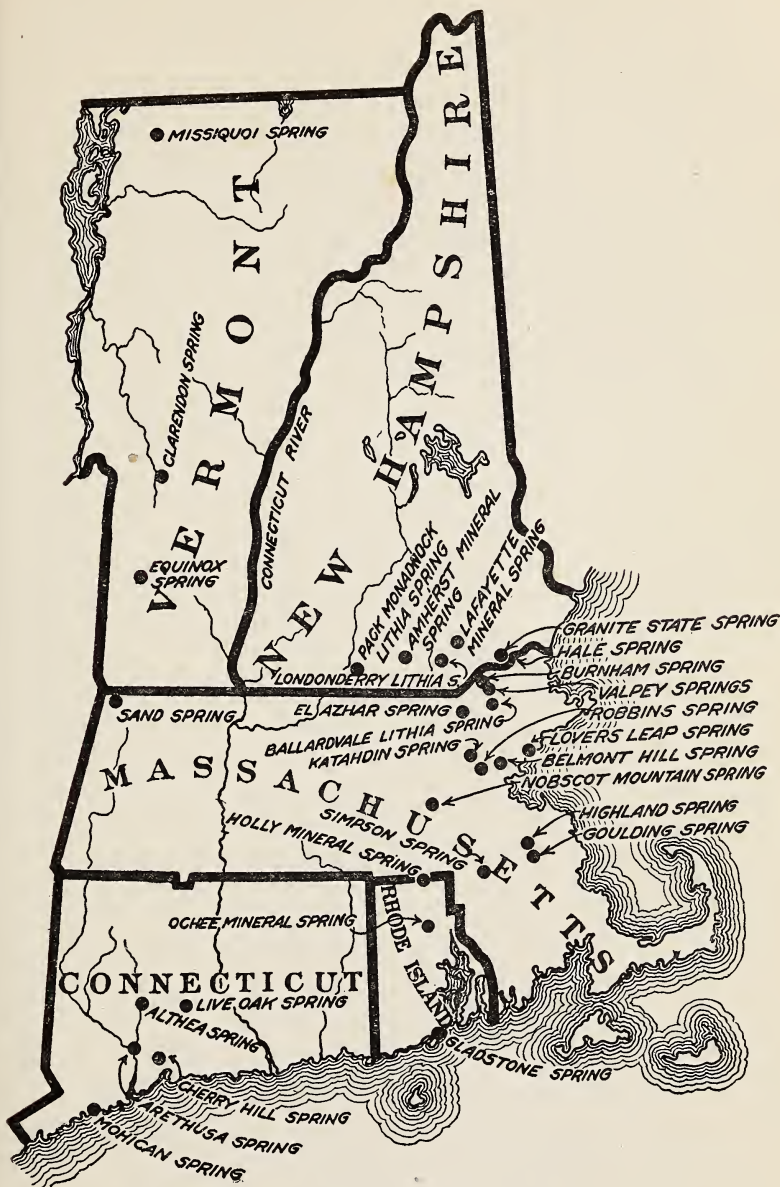 MISSIQUOI SPRING
VERMONT
NEW HAMPSHIRE
CLARENDON SPRING
CONNECTICUT RIVER
EQUINOX
SPRING
PACK MONADNOCK
LITHIA SPRING
AMHERST MINERAL
SPRING
LAFAYETTE
MINERAL SPRING
LONDONDERRY LITHIA S.
GRANITE STATE SPRING
HALE SPRING
BURNHAM SPRING
VALPEY SPRINGS
ROBBINS SPRING
LOVERS LEAP SPRING
BELMONT HILL SPRING
NOBSCOT MOUNTAIN SPRING
SAND SPRING
EL AZHAR SPRING
BALLARDVALE LITHIA SPRING
KATAHDIN SPRING
MASSACHUSETTS
HIGHLAND SPRING
GOULDING SPRING
SIMPSON SPRING
HOLLY MINERAL SPRING
OCHEE MINERAL SPRING
RHODE ISLAND
CONNECTICUT
LIVE OAK SPRING
ALTHEA SPRING
GLADSTONE SPRING
CHERRY HILL SPRING
ARETHUSA SPRING
MOHICAN SPRING